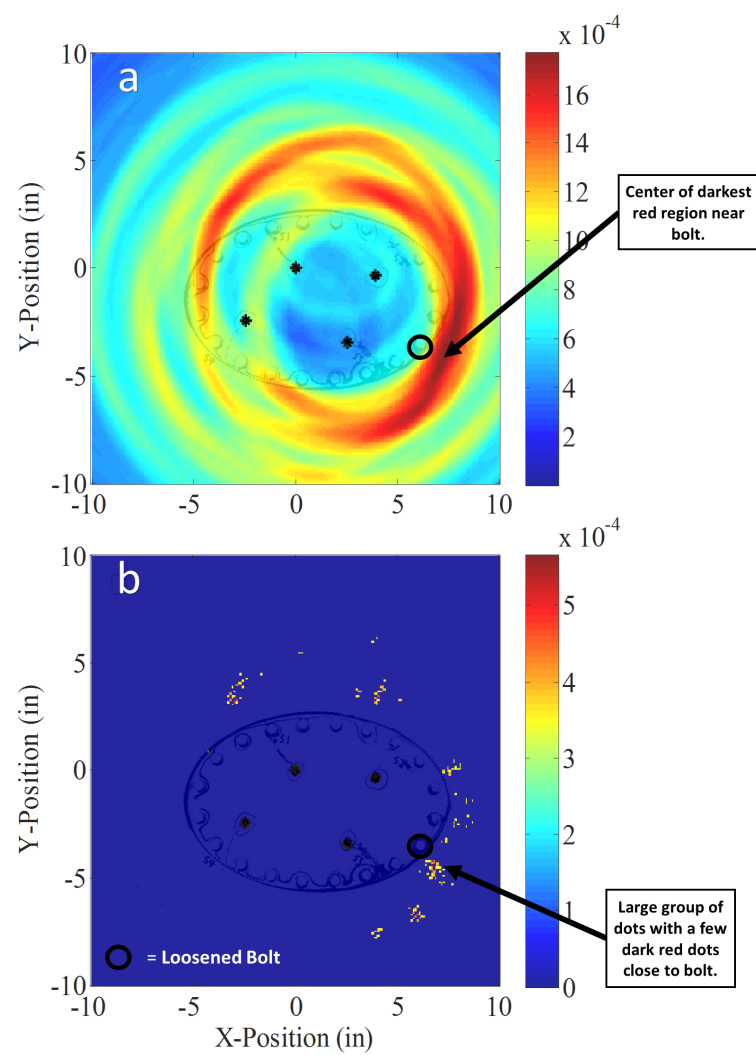 x 10-4
10
a
16
5
14
Center of darkest
red region near
bolt.
12
10
Y-Position (in)
0
8
6
-5
4
2
-10
-10
-5
0
5
10
x 10-4
10
b
5
5
4
Y-Position (in)
0
3
2
-5
1
Large group of
dots with a few
dark red dots
close to bolt.
= Loosened Bolt
-10
0
-10
-5
0
5
10
X-Position (in)